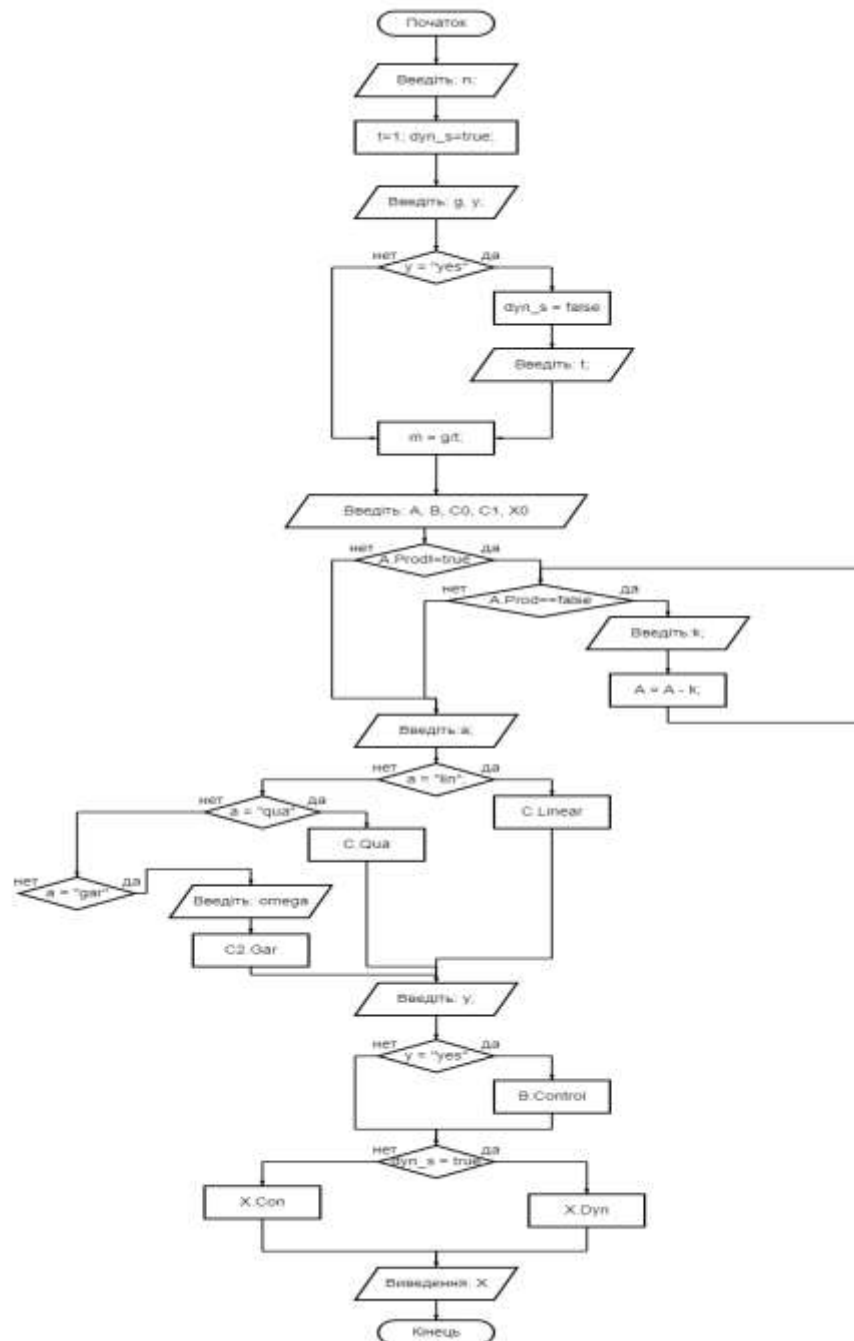 Початок
Введіть: n;
t=1; dyn_s=true;
Введіть: g, y;
нет
да
y = "yes"
dyn_s = false
Введіть: t;
m = g/t;
Введіть: A, B, C0, C1, X0
нет
да
A.Prod!=true
нет
да
A.Prod==false
Введіть:k;
A = A - k;
Введіть:a;
нет
да
a = "lin"
нет
да
a = "qua"
C.Linear
C.Qua
нет
да
a = "gar"
Введіть: omega
C2.Gar
Введіть: y;
нет
да
y = "yes"
B.Control
нет
да
dyn_s = true
X.Con
X.Dyn
Виведення: X
Кінець